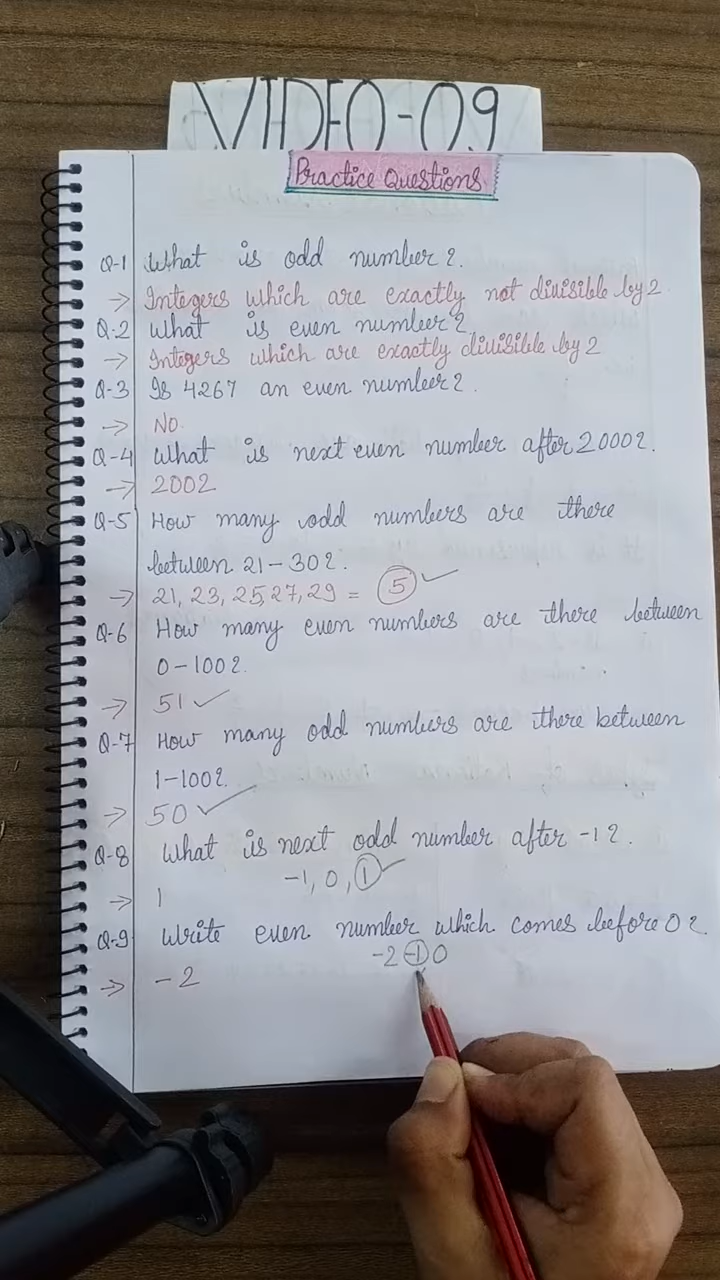 VIDEO-09
Practice Questions
Q-1 What is odd number?
→ Integers which are exactly not divisible by 2
Q-2 What is even number?
→ Integers which are exactly divisible by 2
Q-3 Is 4267 an even number?
→ No.
Q-4 What is next even number after 2000?
→ 2002
Q-5 How many odd numbers are there
between 21-30?
→ 21, 23, 25, 27, 29 = 5 ✓
Q-6 How many even numbers are there between
0-100?
→ 51 ✓
Q-7 How many odd numbers are there between
1-100?
→ 50 ✓
Q-8 What is next odd number after -1?
-1, 0, 1 ✓
→ 1
Q-9 Write even number which comes before 0?
-2 -1 0
→ -2